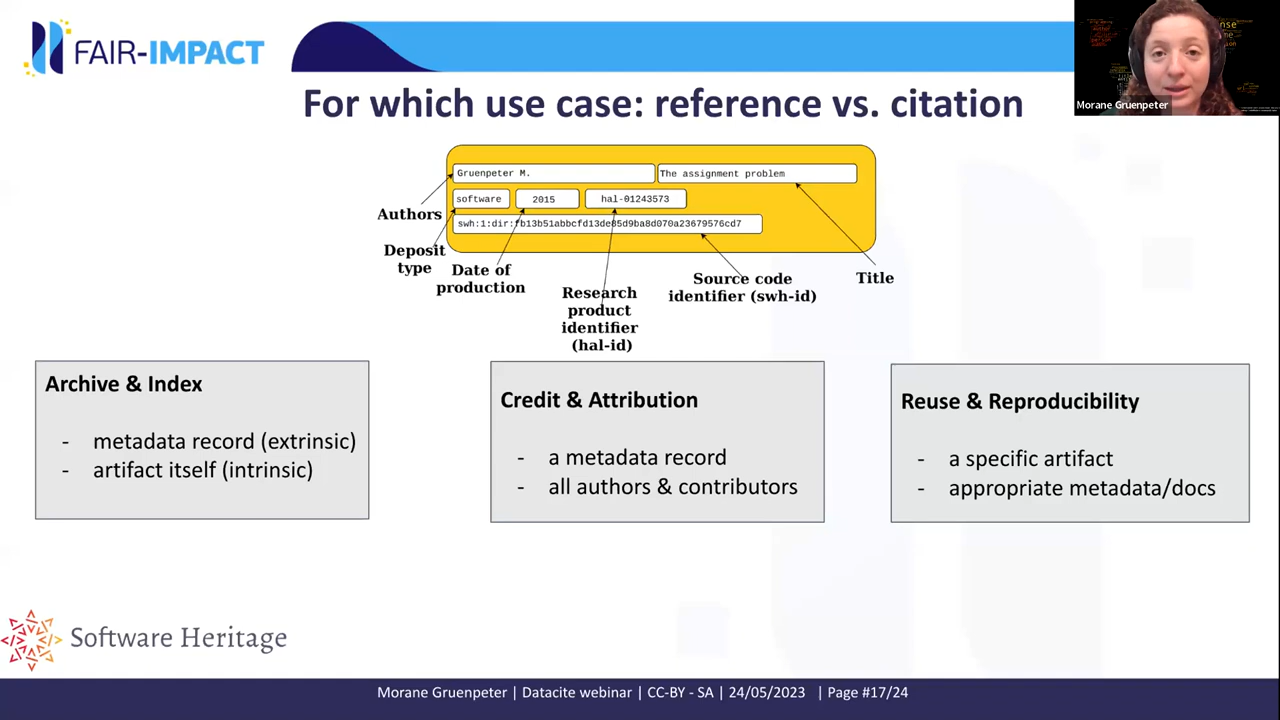 FAIR-IMPACT
Morane Gruenpeter
For which use case: reference vs. citation
Gruenpeter M.
The assignment problem
software
2015
hal-01243573
swh:1:dir:fb13b51abbcfd13de85d9ba8d070a23679576cd7
Authors
Deposit
type
Date of
production
Research
product
identifier
(hal-id)
Source code
identifier (swh-id)
Title
Archive & Index
- metadata record (extrinsic)
- artifact itself (intrinsic)
Credit & Attribution
- a metadata record
- all authors & contributors
Reuse & Reproducibility
- a specific artifact
- appropriate metadata/docs
Software Heritage
Morane Gruenpeter | Datacite webinar | CC-BY - SA | 24/05/2023 | Page #17/24